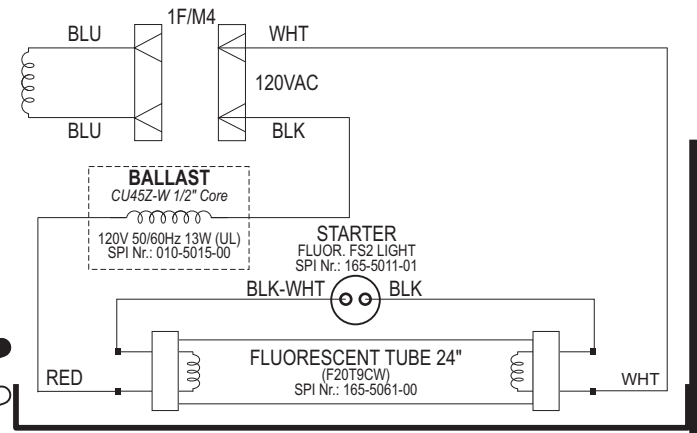 1F/M4
BLU
WHT
120VAC
BLU
BLK
BALLAST
CU45Z-W 1/2" Core
120V 50/60Hz 13W (UL)
SPI Nr.: 010-5015-00
STARTER
FLUOR. FS2 LIGHT
SPI Nr.: 165-5011-01
BLK-WHT
BLK
FLUORESCENT TUBE 24"
(F20T9CW)
SPI Nr.: 165-5061-00
RED
WHT